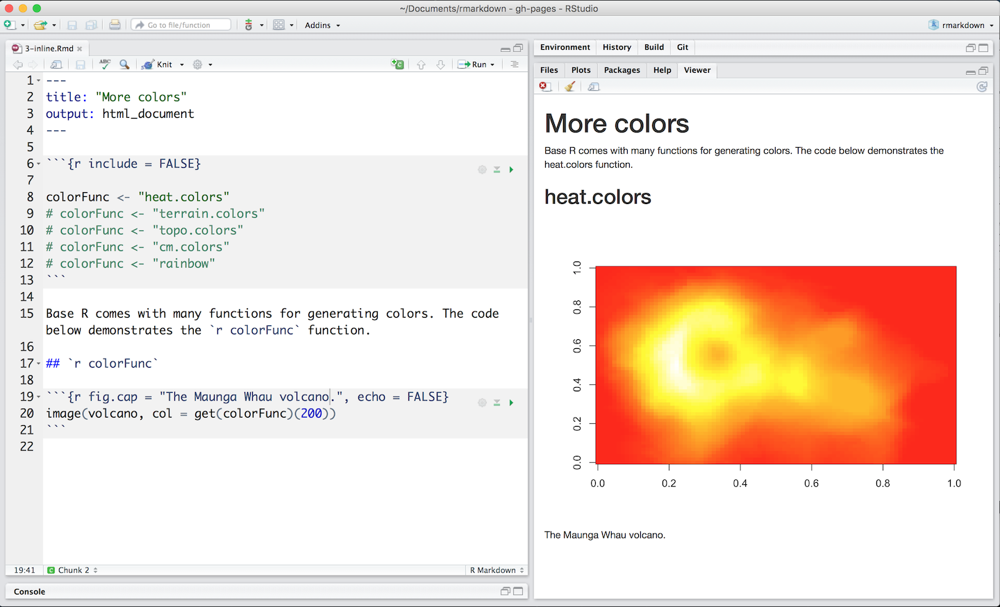 ~/Documents/rmarkdown - gh-pages - RStudio
Go to file/function
Addins
rmarkdown
3-inline.Rmd
ABC
Knit
Run
1 ---
2 title: "More colors"
3 output: html_document
4 ---
5
6 ```{r include = FALSE}
7
8 colorFunc <- "heat.colors"
9 # colorFunc <- "terrain.colors"
10 # colorFunc <- "topo.colors"
11 # colorFunc <- "cm.colors"
12 # colorFunc <- "rainbow"
13 ```
14
15 Base R comes with many functions for generating colors. The code
below demonstrates the `r colorFunc` function.
16
17 ## `r colorFunc`
18
19 ```{r fig.cap = "The Maunga Whau volcano.", echo = FALSE}
20 image(volcano, col = get(colorFunc)(200))
21 ```
22
19:41 C Chunk 2 R Markdown
Console
Environment History Build Git
Files Plots Packages Help Viewer
More colors
Base R comes with many functions for generating colors. The code below demonstrates the
heat.colors function.
heat.colors
1.0
0.8
0.6
0.4
0.2
0.0
0.0 0.2 0.4 0.6 0.8 1.0
The Maunga Whau volcano.